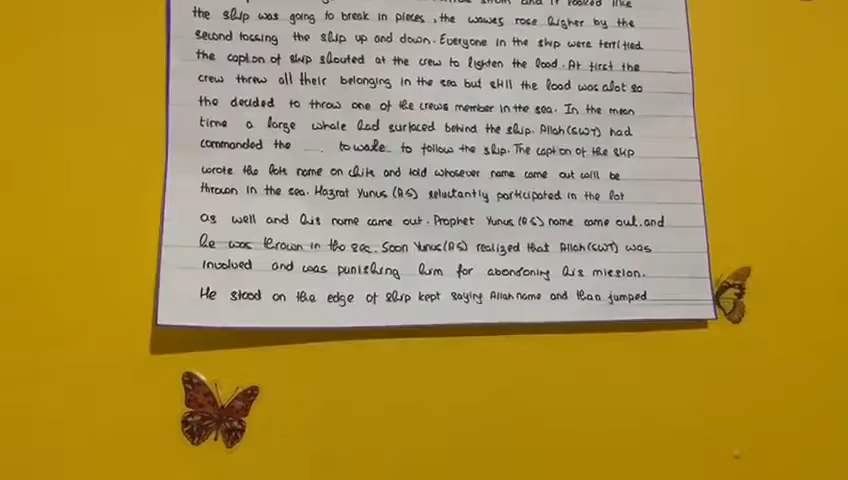 and it looked like
the ship was going to break in pieces, the waves rose higher by the
second tossing the ship up and down. Everyone in the ship were terrified
the caption of ship shouted at the crew to lighten the load. At first the
crew threw all their belonging in the sea but still the load was alot so
the decided to throw one of the crews member in the sea. In the mean
time a large whale had surfaced behind the ship. Allah (SWT) had
commanded the to wale to follow the ship. The caption of the ship
wrote the lots name on chits and told whosever name come out will be
thrown in the sea. Hazrat Yunus (AS) reluctantly participated in the lot
as well and his name came out. Prophet Yunus (AS) name come out. and
he was thrown in the sea. Soon Yunus (AS) realized that Allah (SWT) was
involved and was punishing him for abandoning his mission.
He stood on the edge of ship kept saying Allah name and than jumped